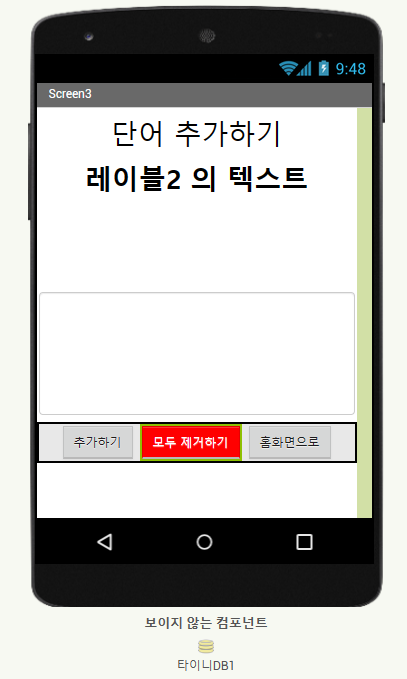 9:48
Screen3
단어 추가하기
레이블2 의 텍스트
추가하기 모두 제거하기 홈화면으로
보이지 않는 컴포넌트
타이니DB1